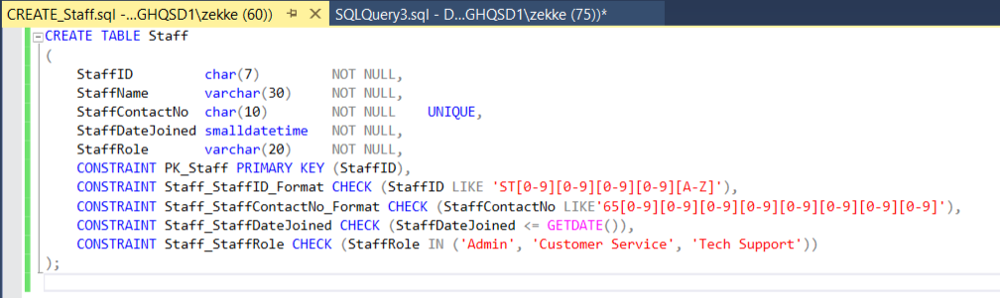 CREATE_Staff.sql -...GHQSD1\zekke (60)) SQLQuery3.sql - D...GHQSD1\zekke (75))*
CREATE TABLE Staff
(
StaffID char(7) NOT NULL,
StaffName varchar(30) NOT NULL,
StaffContactNo char(10) NOT NULL UNIQUE,
StaffDateJoined smalldatetime NOT NULL,
StaffRole varchar(20) NOT NULL,
CONSTRAINT PK_Staff PRIMARY KEY (StaffID),
CONSTRAINT Staff_StaffID_Format CHECK (StaffID LIKE 'ST[0-9][0-9][0-9][0-9][A-Z]'),
CONSTRAINT Staff_StaffContactNo_Format CHECK (StaffContactNo LIKE'65[0-9][0-9][0-9][0-9][0-9][0-9][0-9][0-9]'),
CONSTRAINT Staff_StaffDateJoined CHECK (StaffDateJoined <= GETDATE()),
CONSTRAINT Staff_StaffRole CHECK (StaffRole IN ('Admin', 'Customer Service', 'Tech Support'))
);